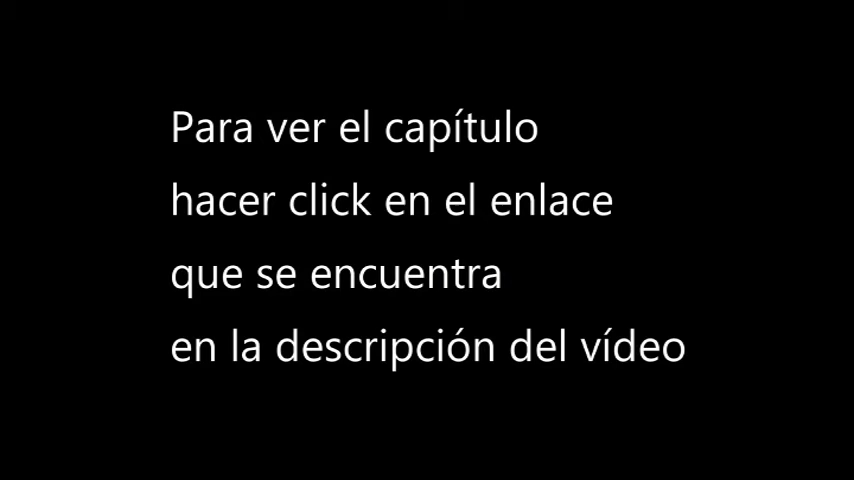 Para ver el capítulo
hacer click en el enlace
que se encuentra
en la descripción del vídeo